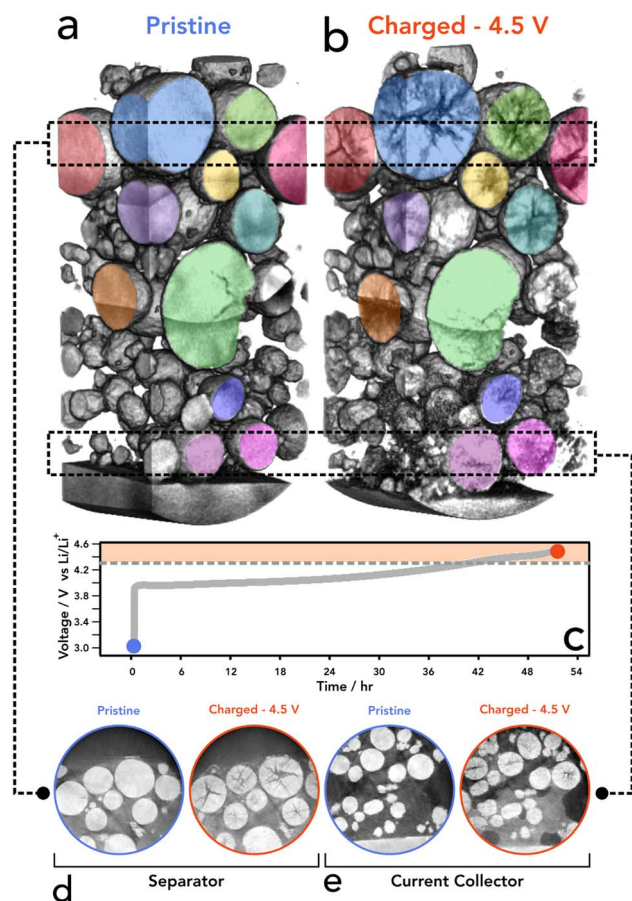 a Pristine b Charged - 4.5 V
Voltage / V vs Li/Li+
4.6
4.2
3.8
3.4
3.0
0 6 12 18 24 30 36 42 48 54
Time / hr
c
Pristine Charged - 4.5 V Pristine Charged - 4.5 V
Separator Current Collector
d e